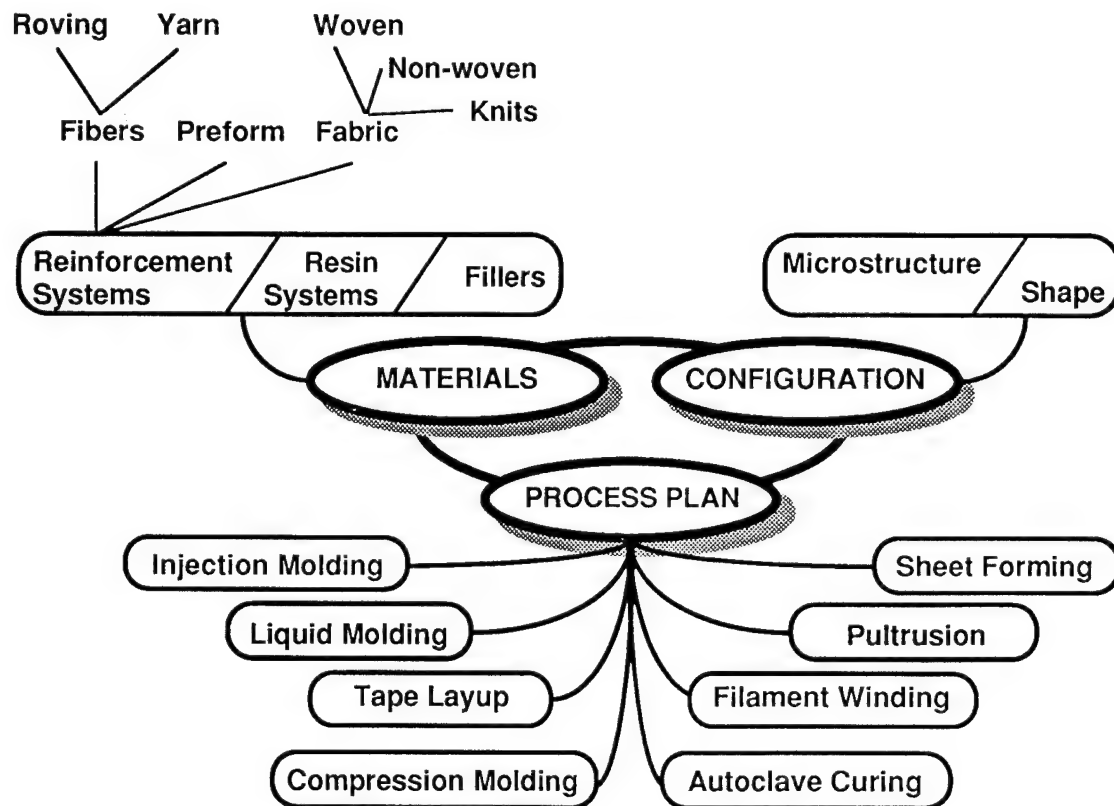 Roving
Yarn
Woven
Non-woven
Knits
Fibers
Preform
Fabric
Reinforcement
Systems
Resin
Systems
Fillers
Microstructure
Shape
MATERIALS
CONFIGURATION
PROCESS PLAN
Injection Molding
Sheet Forming
Liquid Molding
Pultrusion
Tape Layup
Filament Winding
Compression Molding
Autoclave Curing